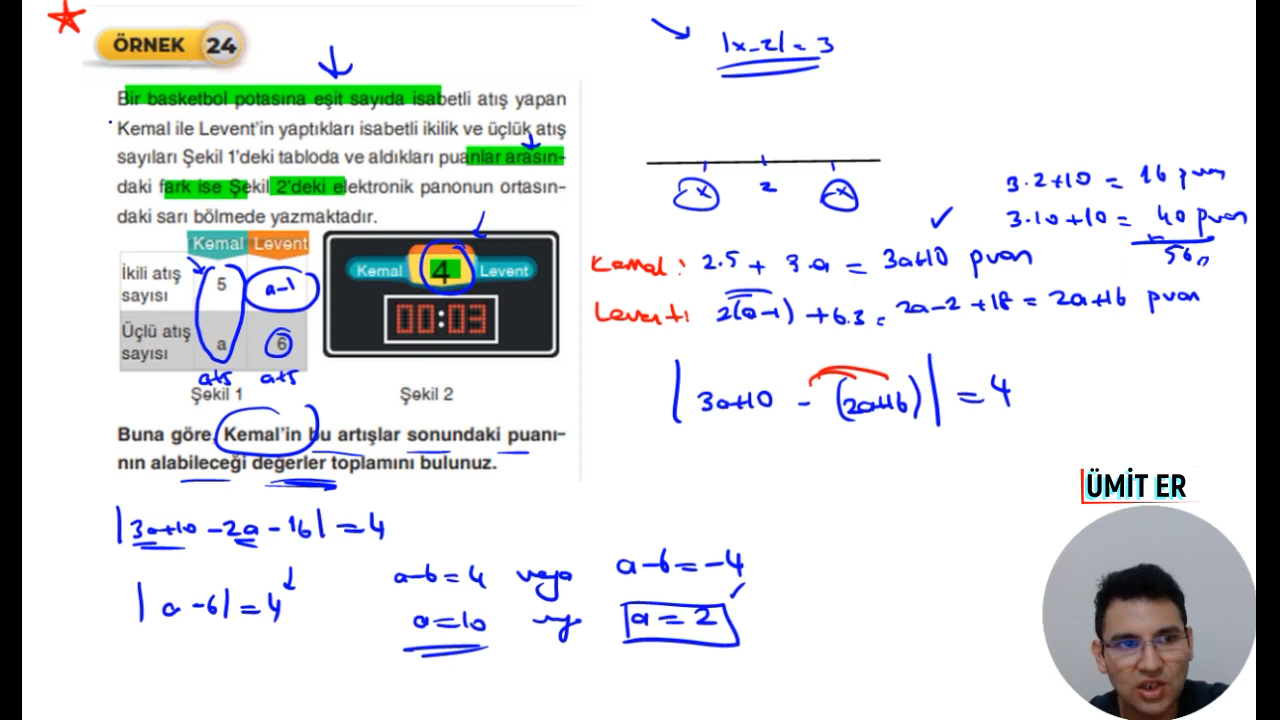 ÖRNEK 24
Bir basketbol potasına eşit sayıda isabetli atış yapan
Kemal ile Levent'in yaptıkları isabetli ikilik ve üçlük atış
sayıları Şekil 1'deki tabloda ve aldıkları puanlar arasın-
daki fark ise Şekil 2'deki elektronik panonun ortasın-
daki sarı bölmede yazmaktadır.
Kemal Levent
İkili atış
sayısı
5 a-1
Üçlü atış
sayısı
a 6
a+5 a+5
Şekil 1
Kemal 4 Levent
00:03
Şekil 2
Buna göre, Kemal'in bu artışlar sonundaki puanı-
nın alabileceği değerler toplamını bulunuz.
|x-2| = 3
-x 2 -x
3.2+10 = 16 puan
3.10+10 = 40 puan
56
Kemal: 2.5 + 3.a = 3a+10 puan
Levent: 2(a-1) + 6.3 = 2a-2+18 = 2a+16 puan
|3a+10 - (2a+16)| = 4
|3a+10 -2a -16| = 4
|a-6| = 4
a-6=4 veya a-6=-4
a=10 veya a=2
ÜMİT ER